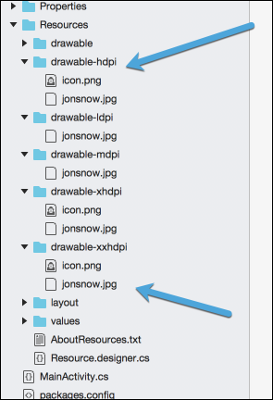 Properties
Resources
drawable
drawable-hdpi
icon.png
jonsnow.jpg
drawable-ldpi
jonsnow.jpg
drawable-mdpi
jonsnow.jpg
drawable-xhdpi
icon.png
jonsnow.jpg
drawable-xxhdpi
icon.png
jonsnow.jpg
layout
values
AboutResources.txt
Resource.designer.cs
MainActivity.cs
packages.config